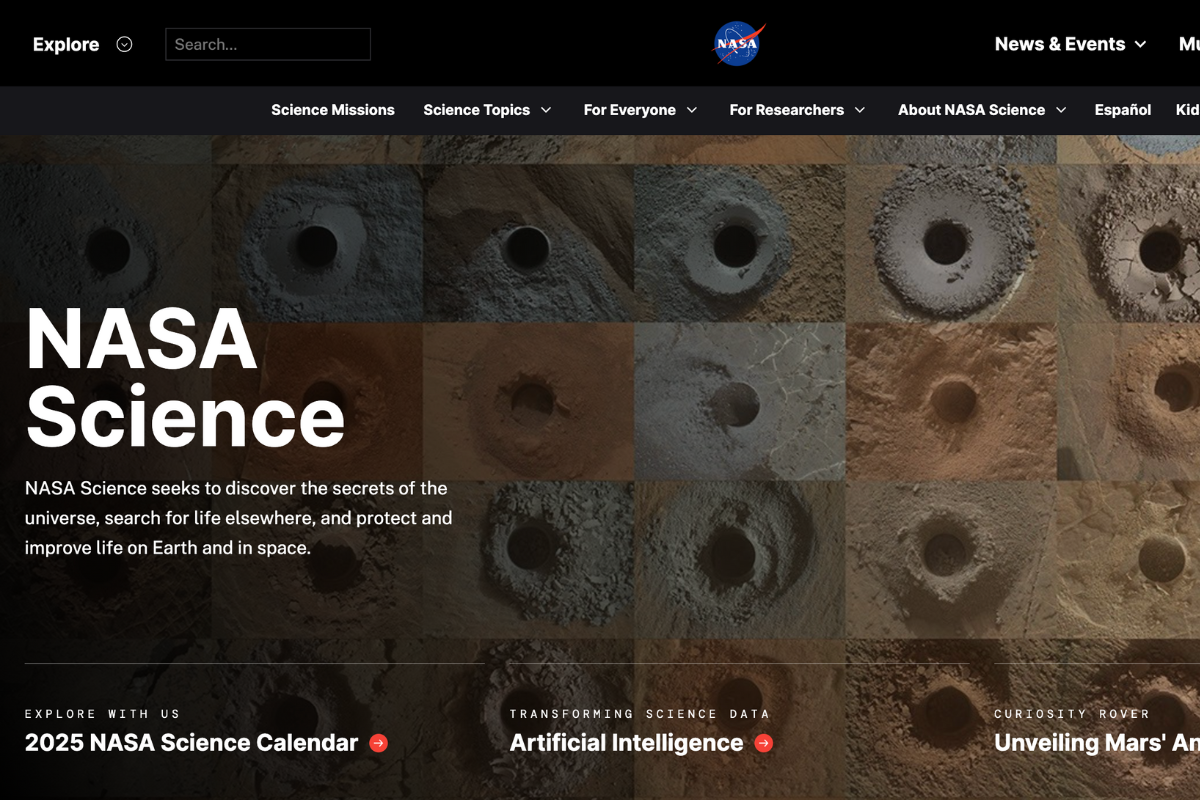 Explore
Search...
NASA
News & Events
Mu
Science Missions
Science Topics
For Everyone
For Researchers
About NASA Science
Español
Kid
NASA
Science
NASA Science seeks to discover the secrets of the
universe, search for life elsewhere, and protect and
improve life on Earth and in space.
EXPLORE WITH US
2025 NASA Science Calendar
TRANSFORMING SCIENCE DATA
Artificial Intelligence
CURIOSITY ROVER
Unveiling Mars' An